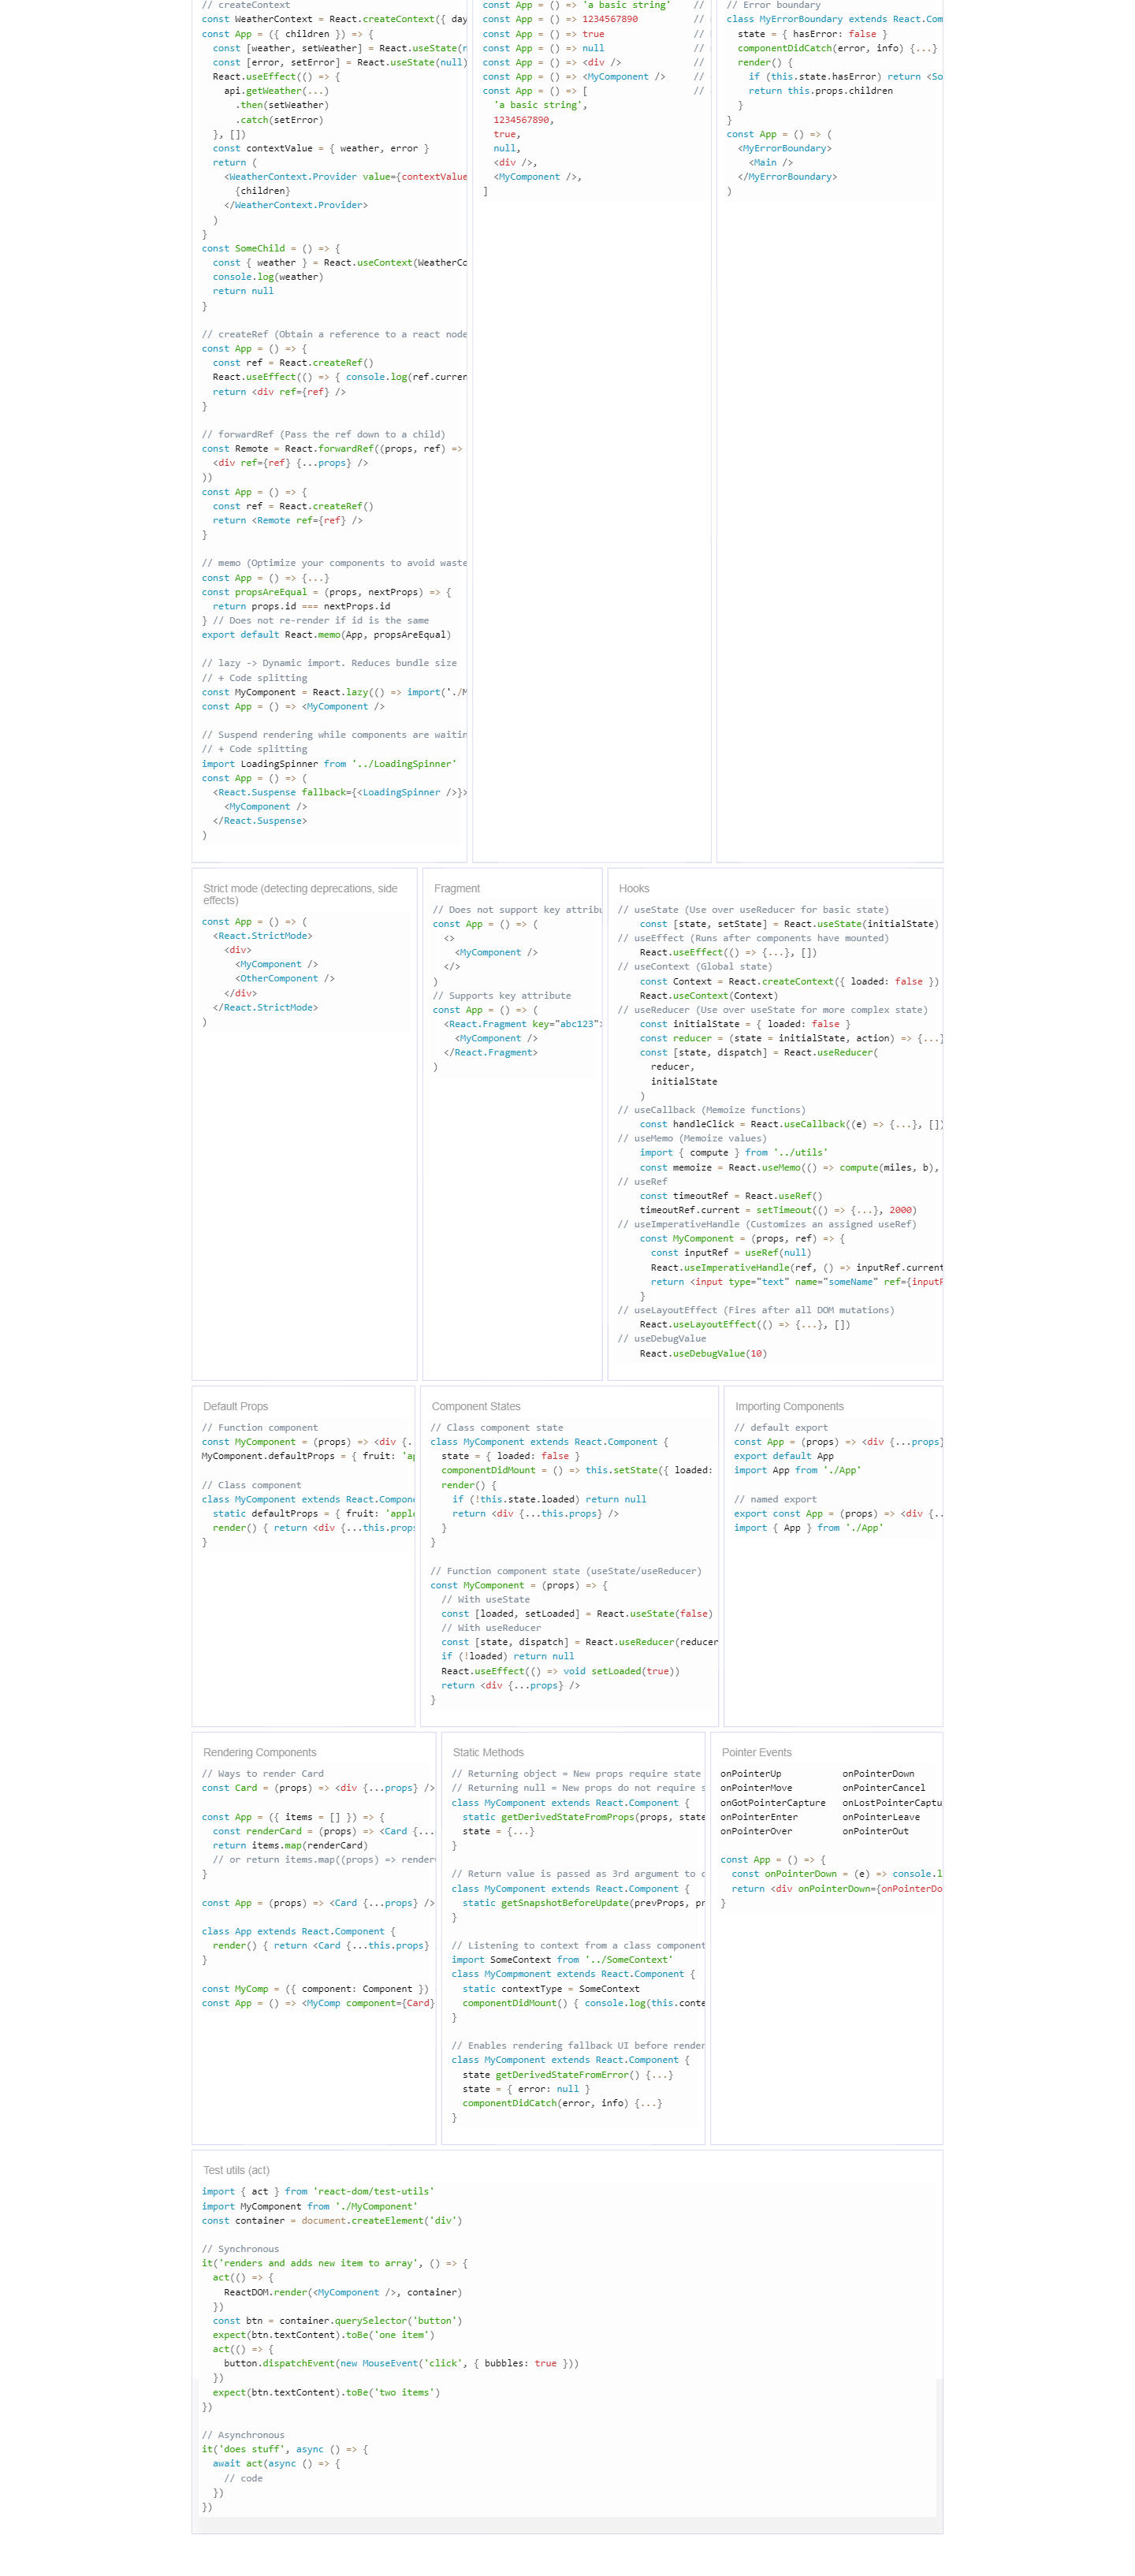 // createContext
const WeatherContext = React.createContext({ day
const App = ({ children }) => {
  const [weather, setWeather] = React.useState(n
  const [error, setError] = React.useState(null)
  React.useEffect(() => {
    api.getWeather(...)
      .then(setWeather)
      .catch(setError)
  }, [])
  const contextValue = { weather, error }
  return (
    <WeatherContext.Provider value={contextValue
      {children}
    </WeatherContext.Provider>
  )
}
const SomeChild = () => {
  const { weather } = React.useContext(WeatherCo
  console.log(weather)
  return null
}
// createRef (Obtain a reference to a react node
const App = () => {
  const ref = React.createRef()
  React.useEffect(() => { console.log(ref.curren
  return <div ref={ref} />
}
// forwardRef (Pass the ref down to a child)
const Remote = React.forwardRef((props, ref) =>
  <div ref={ref} {...props} />
))
const App = () => {
  const ref = React.createRef()
  return <Remote ref={ref} />
}
// memo (Optimize your components to avoid waste
const App = () => {...}
const propsAreEqual = (props, nextProps) => {
  return props.id === nextProps.id
} // Does not re-render if id is the same
export default React.memo(App, propsAreEqual)
// lazy -> Dynamic import. Reduces bundle size
// + Code splitting
const MyComponent = React.lazy(() => import('./M
const App = () => <MyComponent />
// Suspend rendering while components are waitin
// + Code splitting
import LoadingSpinner from '../LoadingSpinner'
const App = () => (
  <React.Suspense fallback={<LoadingSpinner />}>
    <MyComponent />
  </React.Suspense>
)
const App = () => 'a basic string'    //
const App = () => 1234567890          //
const App = () => true                //
const App = () => null                //
const App = () => <div />             //
const App = () => <MyComponent />     //
const App = () => [                   //
  'a basic string',
  1234567890,
  true,
  null,
  <div />,
  <MyComponent />,
]
// Error boundary
class MyErrorBoundary extends React.Com
  state = { hasError: false }
  componentDidCatch(error, info) {...}
  render() {
    if (this.state.hasError) return <So
    return this.props.children
  }
}
const App = () => (
  <MyErrorBoundary>
    <Main />
  </MyErrorBoundary>
)
Strict mode (detecting deprecations, side
effects)
const App = () => (
  <React.StrictMode>
    <div>
      <MyComponent />
      <OtherComponent />
    </div>
  </React.StrictMode>
)
Fragment
// Does not support key attribu
const App = () => (
  <>
    <MyComponent />
  </>
)
// Supports key attribute
const App = () => (
  <React.Fragment key="abc123">
    <MyComponent />
  </React.Fragment>
)
Hooks
// useState (Use over useReducer for basic state)
    const [state, setState] = React.useState(initialState)
// useEffect (Runs after components have mounted)
    React.useEffect(() => {...}, [])
// useContext (Global state)
    const Context = React.createContext({ loaded: false })
    React.useContext(Context)
// useReducer (Use over useState for more complex state)
    const initialState = { loaded: false }
    const reducer = (state = initialState, action) => {...}
    const [state, dispatch] = React.useReducer(
      reducer,
      initialState
    )
// useCallback (Memoize functions)
    const handleClick = React.useCallback((e) => {...}, [])
// useMemo (Memoize values)
    import { compute } from '../utils'
    const memoize = React.useMemo(() => compute(miles, b),
// useRef
    const timeoutRef = React.useRef()
    timeoutRef.current = setTimeout(() => {...}, 2000)
// useImperativeHandle (Customizes an assigned useRef)
    const MyComponent = (props, ref) => {
      const inputRef = useRef(null)
      React.useImperativeHandle(ref, () => inputRef.current
      return <input type="text" name="someName" ref={inputR
    }
// useLayoutEffect (Fires after all DOM mutations)
    React.useLayoutEffect(() => {...}, [])
// useDebugValue
    React.useDebugValue(10)
Default Props
// Function component
const MyComponent = (props) => <div {.
MyComponent.defaultProps = { fruit: 'ap
// Class component
class MyComponent extends React.Compone
  static defaultProps = { fruit: 'apple
  render() { return <div {...this.props
}
Component States
// Class component state
class MyComponent extends React.Component {
  state = { loaded: false }
  componentDidMount = () => this.setState({ loaded:
  render() {
    if (!this.state.loaded) return null
    return <div {...this.props} />
  }
}
// Function component state (useState/useReducer)
const MyComponent = (props) => {
  // With useState
  const [loaded, setLoaded] = React.useState(false)
  // With useReducer
  const [state, dispatch] = React.useReducer(reducer
  if (!loaded) return null
  React.useEffect(() => void setLoaded(true))
  return <div {...props} />
}
Importing Components
// default export
const App = (props) => <div {...props}
export default App
import App from './App'
// named export
export const App = (props) => <div {..
import { App } from './App'
Rendering Components
// Ways to render Card
const Card = (props) => <div {...props} />
const App = ({ items = [] }) => {
  const renderCard = (props) => <Card {...
  return items.map(renderCard)
  // or return items.map((props) => render
}
const App = (props) => <Card {...props} />
class App extends React.Component {
  render() { return <Card {...this.props}
}
const MyComp = ({ component: Component })
const App = () => <MyComp component={Card}
Static Methods
// Returning object = New props require state
// Returning null = New props do not require s
class MyComponent extends React.Component {
  static getDerivedStateFromProps(props, state
  state = {...}
}
// Return value is passed as 3rd argument to c
class MyComponent extends React.Component {
  static getSnapshotBeforeUpdate(prevProps, pr
}
// Listening to context from a class component
import SomeContext from '../SomeContext'
class MyCompmonent extends React.Component {
  static contextType = SomeContext
  componentDidMount() { console.log(this.conte
}
// Enables rendering fallback UI before render
class MyComponent extends React.Component {
  state getDerivedStateFromError() {...}
  state = { error: null }
  componentDidCatch(error, info) {...}
}
Pointer Events
onPointerUp           onPointerDown
onPointerMove         onPointerCancel
onGotPointerCapture   onLostPointerCaptu
onPointerEnter        onPointerLeave
onPointerOver         onPointerOut
const App = () => {
  const onPointerDown = (e) => console.l
  return <div onPointerDown={onPointerDo
}
Test utils (act)
import { act } from 'react-dom/test-utils'
import MyComponent from './MyComponent'
const container = document.createElement('div')
// Synchronous
it('renders and adds new item to array', () => {
  act(() => {
    ReactDOM.render(<MyComponent />, container)
  })
  const btn = container.querySelector('button')
  expect(btn.textContent).toBe('one item')
  act(() => {
    button.dispatchEvent(new MouseEvent('click', { bubbles: true }))
  })
  expect(btn.textContent).toBe('two items')
})
// Asynchronous
it('does stuff', async () => {
  await act(async () => {
    // code
  })
})